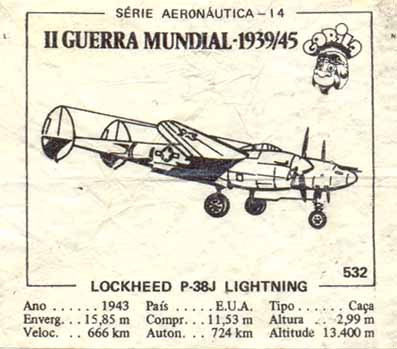 SÉRIE AERONÁUTICA - 14
II GUERRA MUNDIAL-1939/45
GORILA
532
LOCKHEED P-38J LIGHTNING
Ano . . . . . 1943 País . . . . . E.U.A. Tipo . . . . . Caça
Enverg. . . 15,85 m Compr. . . 11,53 m Altura . . -2,99 m
Veloc. . . 666 km Auton. . . 724 km Altitude 13.400 m